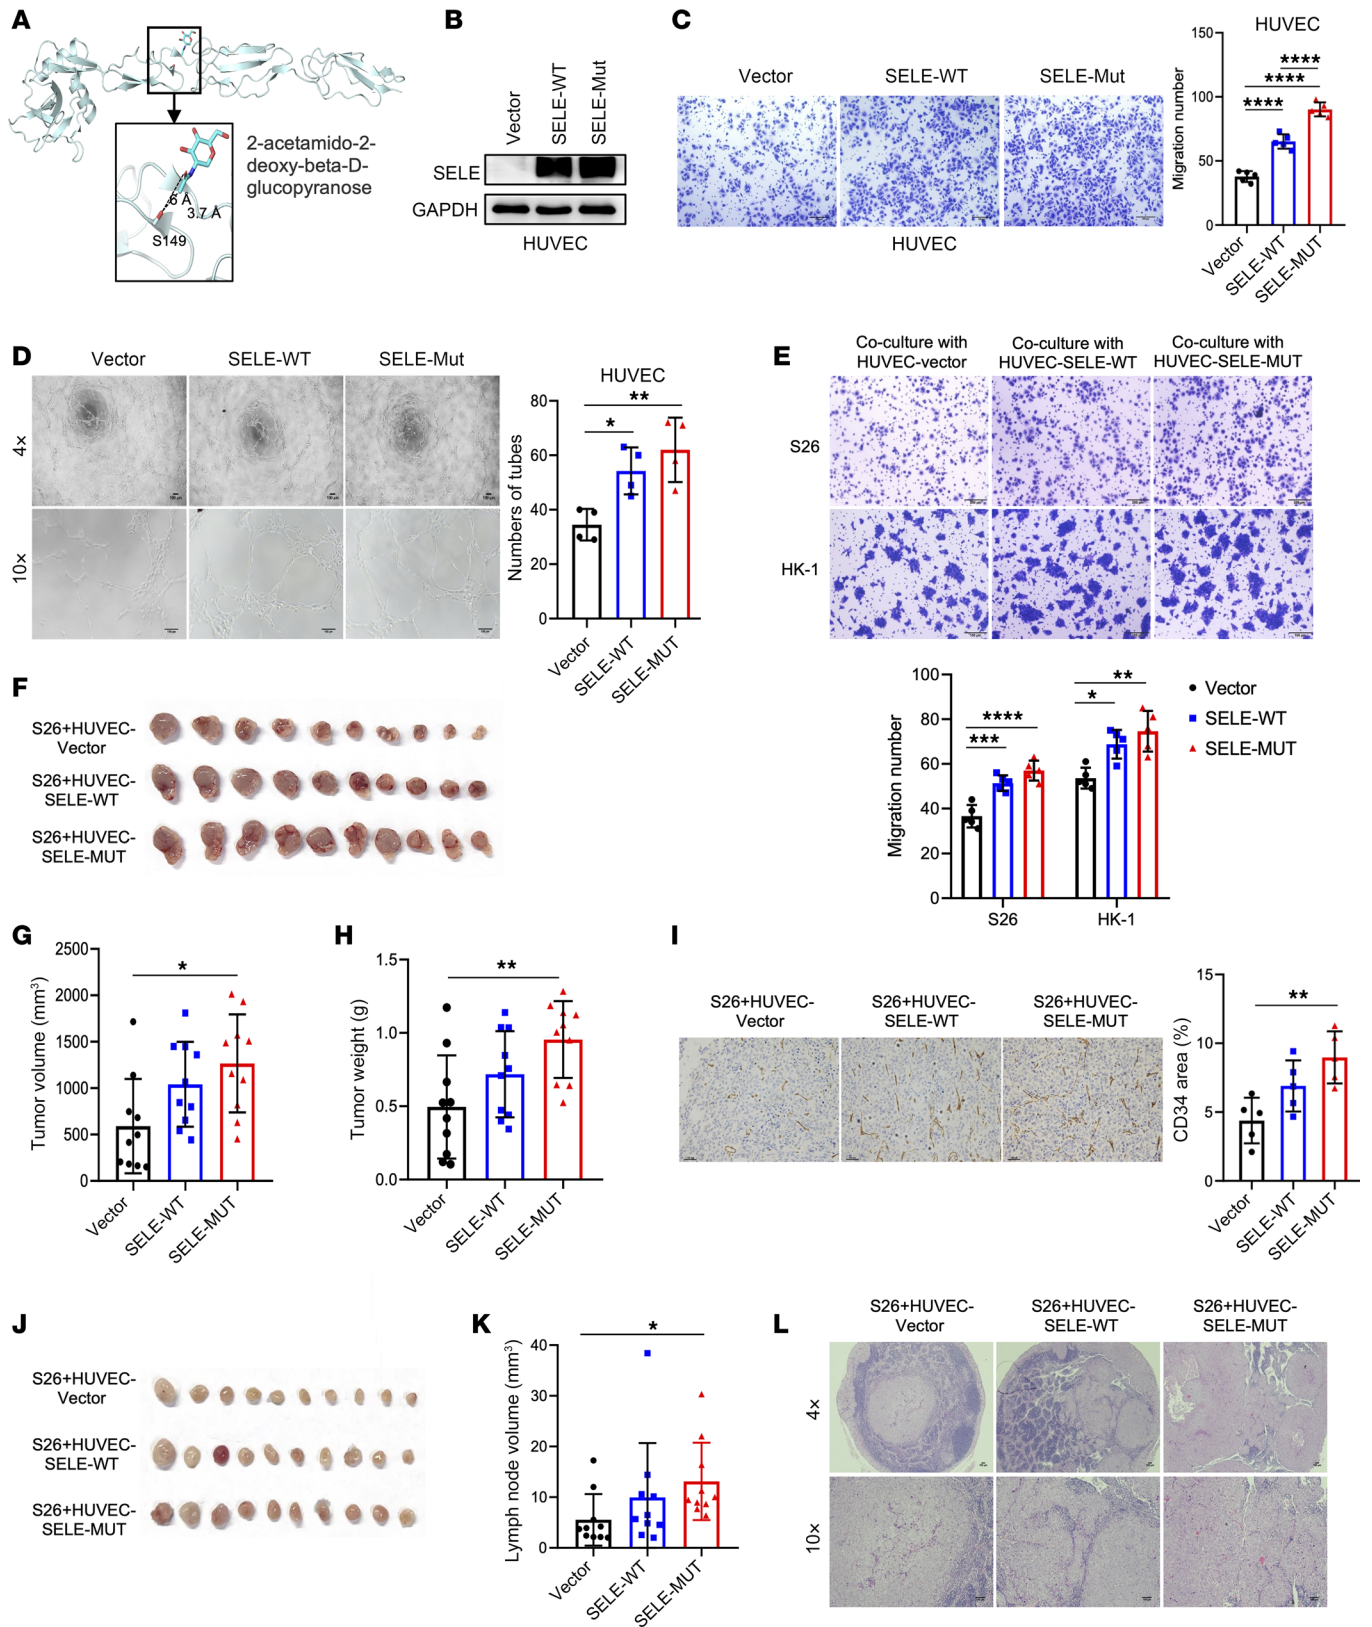 A
2-acetamido-2-
deoxy-beta-D-
glucopyranose
6 Å
3.7 Å
S149
B
Vector
SELE-WT
SELE-Mut
SELE
GAPDH
HUVEC
C
Vector
SELE-WT
SELE-Mut
HUVEC
HUVEC
Migration number
150
100
50
0
****
****
****
Vector
SELE-WT
SELE-MUT
D
Vector
SELE-WT
SELE-Mut
4×
10×
HUVEC
Numbers of tubes
80
60
40
20
0
**
*
Vector
SELE-WT
SELE-MUT
E
Co-culture with
HUVEC-vector
Co-culture with
HUVEC-SELE-WT
Co-culture with
HUVEC-SELE-MUT
S26
HK-1
Migration number
100
80
60
40
20
0
****
***
**
*
S26
HK-1
Vector
SELE-WT
SELE-MUT
F
S26+HUVEC-
Vector
S26+HUVEC-
SELE-WT
S26+HUVEC-
SELE-MUT
G
Tumor volume (mm³)
2500
2000
1500
1000
500
0
*
Vector
SELE-WT
SELE-MUT
H
Tumor weight (g)
1.5
1.0
0.5
0.0
**
Vector
SELE-WT
SELE-MUT
I
S26+HUVEC-
Vector
S26+HUVEC-
SELE-WT
S26+HUVEC-
SELE-MUT
CD34 area (%)
15
10
5
0
**
Vector
SELE-WT
SELE-MUT
J
S26+HUVEC-
Vector
S26+HUVEC-
SELE-WT
S26+HUVEC-
SELE-MUT
K
Lymph node volume (mm³)
40
30
20
10
0
*
Vector
SELE-WT
SELE-MUT
L
S26+HUVEC-
Vector
S26+HUVEC-
SELE-WT
S26+HUVEC-
SELE-MUT
4×
10×